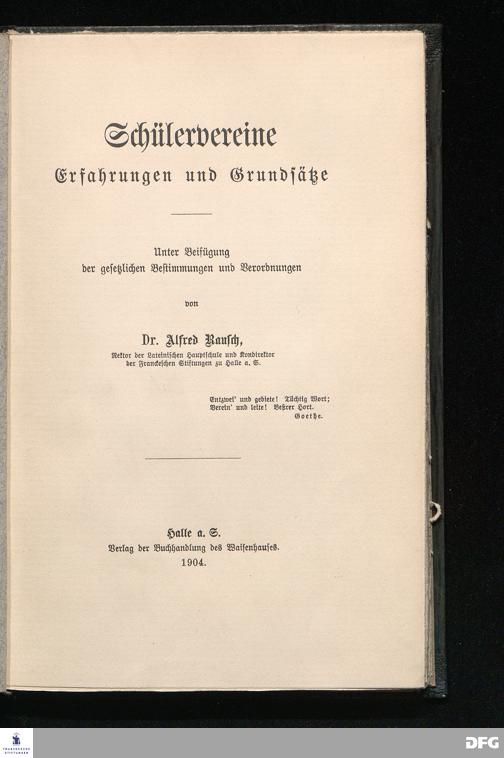 Schülervereine
Erfahrungen und Grundsätze
Unter Beifügung
der gesetzlichen Bestimmungen und Verordnungen
von
Dr. Alfred Rausch,
Rektor der Lateinischen Hauptschule und Kondirektor
der Franckeschen Stiftungen zu Halle a. S.
Entzwei' und gebiete! Tüchtig Wort;
Verein' und leite! Beßrer Hort.
Goethe.
Halle a. S.
Verlag der Buchhandlung des Waisenhauses.
1904.
FRANCKESCHE
STIFTUNGEN
DFG